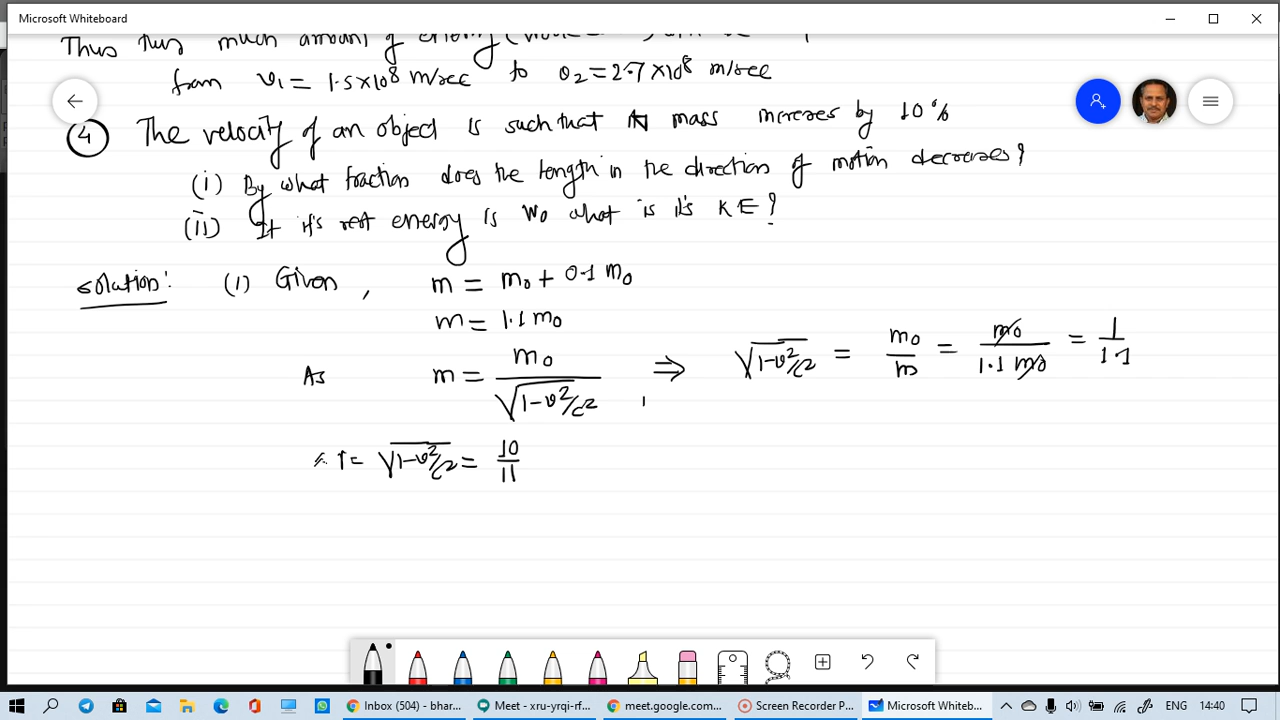 Microsoft Whiteboard
Thus this much amount of
from v1 = 1.5×10⁸ m/sec to v2 = 2.7×10⁸ m/sec
④ The velocity of an object is such that its mass increases by 10%
(i) By what fraction does the length in the direction of motion decreases?
(ii) If it's rest energy is W₀ what is it's KE?
solution: (1) Given, m = m₀ + 0.1 m₀
m = 1.1 m₀
As m = m₀/√(1-v²/c²) ⇒ √(1-v²/c²) = m₀/m = m₀/1.1 m₀ = 1/1.1
√(1-v²/c²) = 10/11
Inbox (504) - bhar...
Meet - xru-yrqi-rf...
meet.google.com...
Screen Recorder P...
Microsoft Whiteb...
ENG
14:40